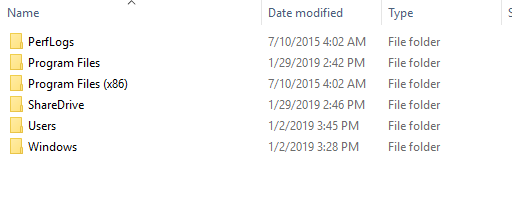 Name Date modified Type S
PerfLogs 7/10/2015 4:02 AM File folder
Program Files 1/29/2019 2:42 PM File folder
Program Files (x86) 7/10/2015 4:02 AM File folder
ShareDrive 1/29/2019 2:46 PM File folder
Users 1/2/2019 3:45 PM File folder
Windows 1/2/2019 3:28 PM File folder